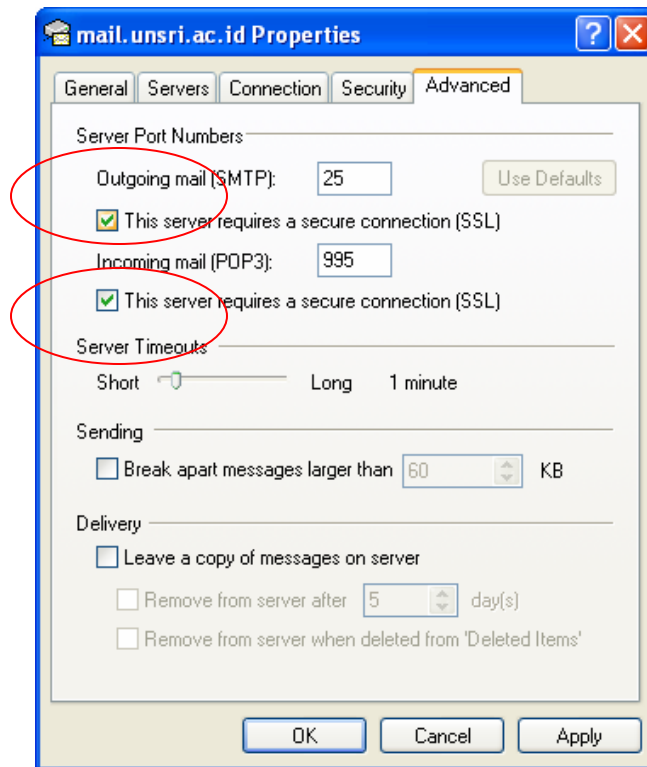 mail.unsri.ac.id Properties
General Servers Connection Security Advanced
Server Port Numbers
Outgoing mail (SMTP): 25 Use Defaults
This server requires a secure connection (SSL)
Incoming mail (POP3): 995
This server requires a secure connection (SSL)
Server Timeouts
Short Long 1 minute
Sending
Break apart messages larger than 60 KB
Delivery
Leave a copy of messages on server
Remove from server after 5 day(s)
Remove from server when deleted from 'Deleted Items'
OK Cancel Apply